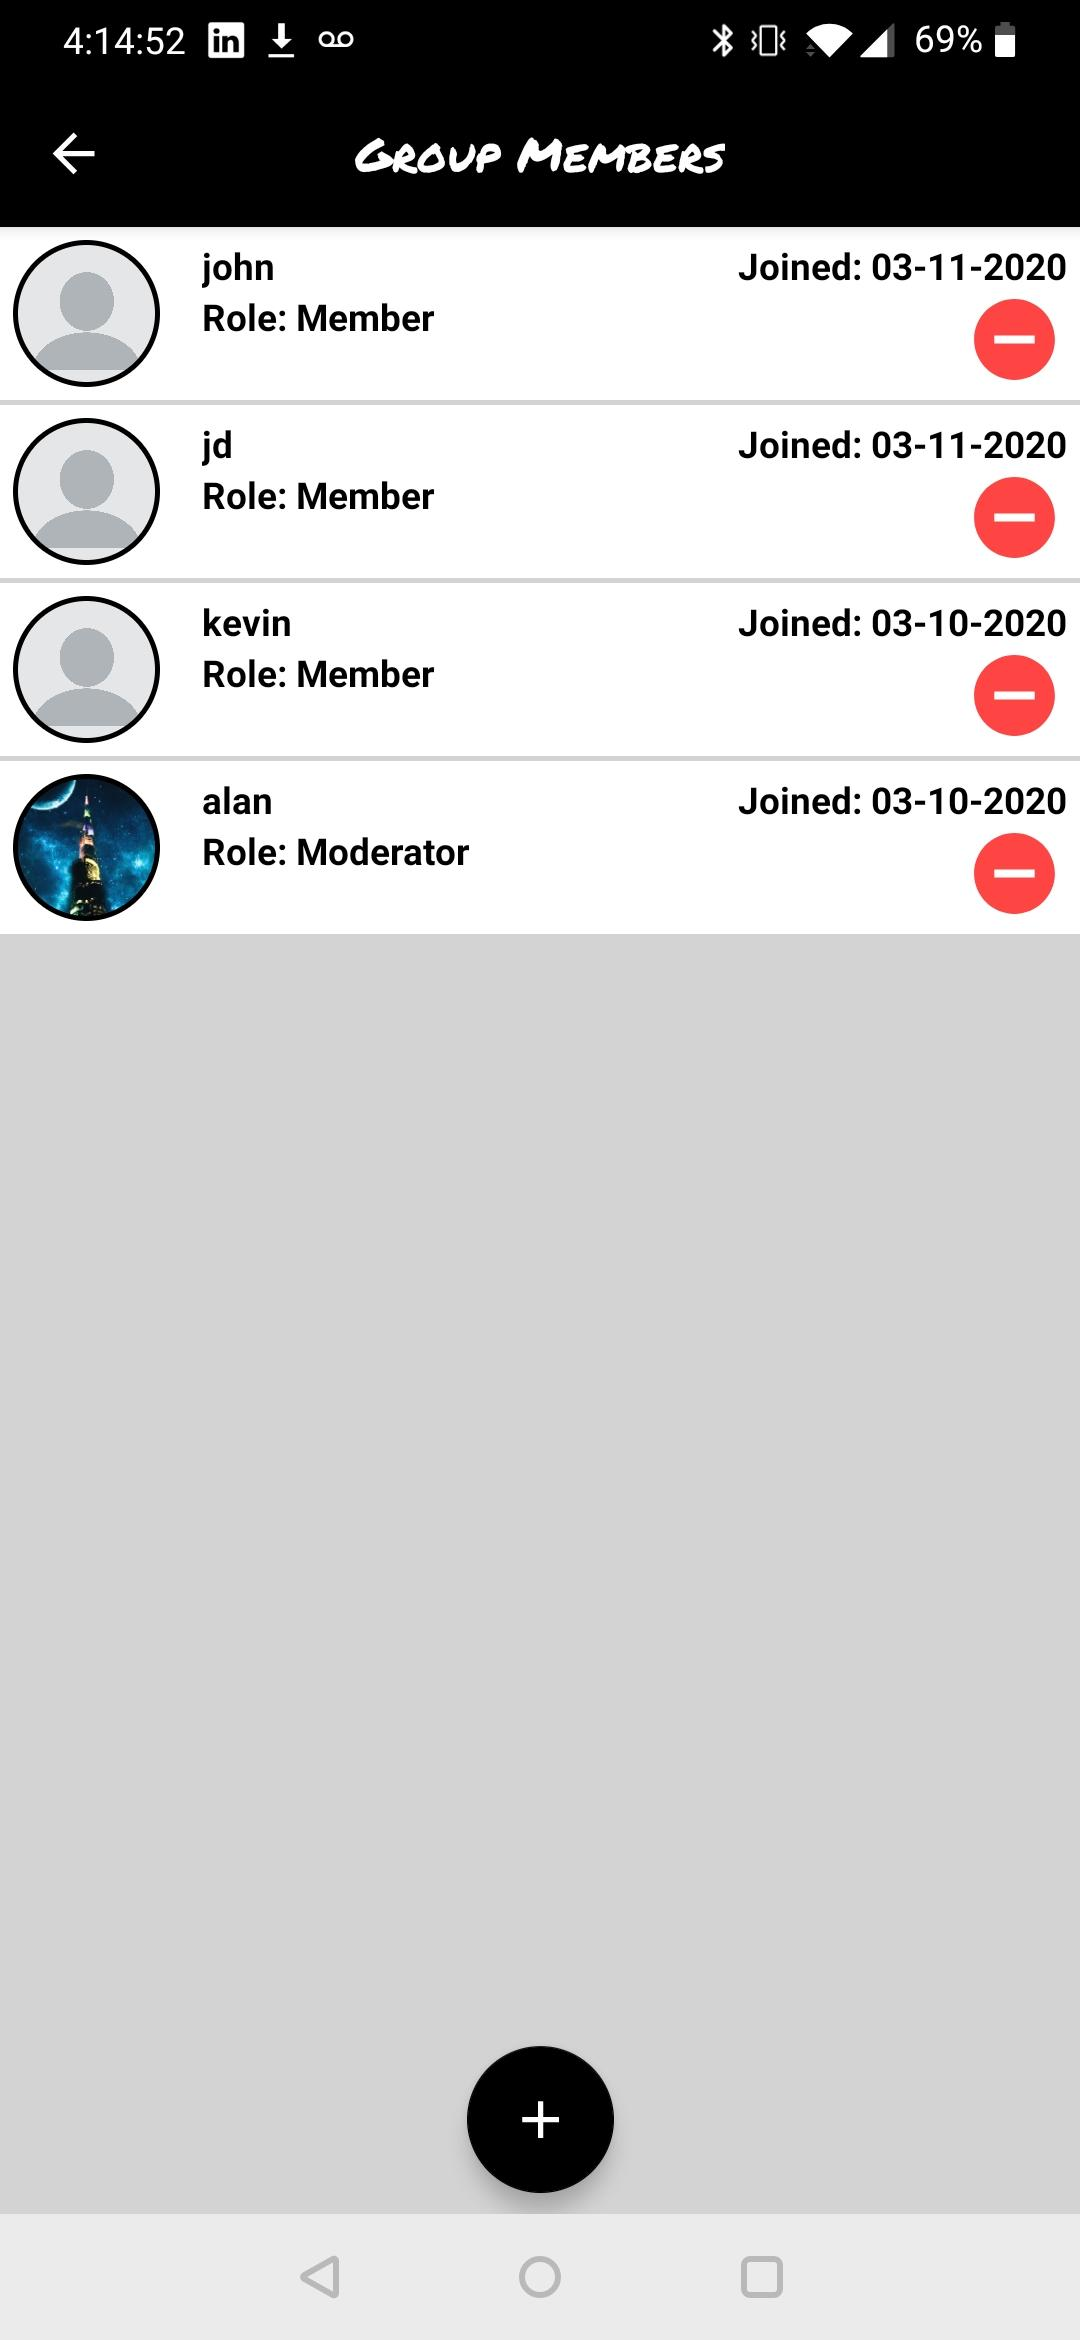 4:14:52 in 69%
Group Members
john Joined: 03-11-2020
Role: Member
jd Joined: 03-11-2020
Role: Member
kevin Joined: 03-10-2020
Role: Member
alan Joined: 03-10-2020
Role: Moderator